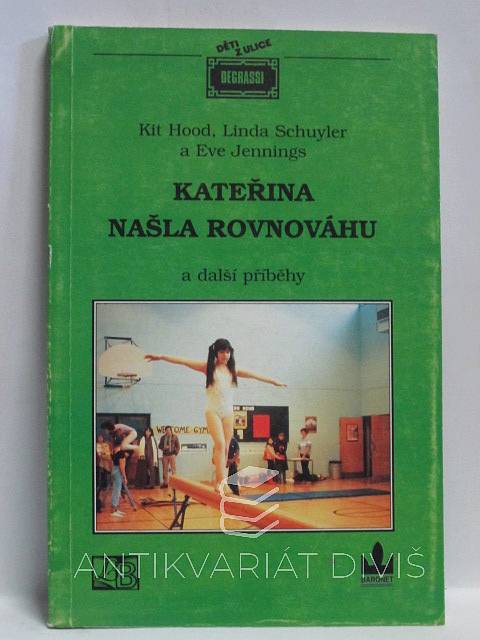 DĚTI
Z ULICE
DEGRASSI
Kit Hood, Linda Schuyler
a Eve Jennings
KATEŘINA
NAŠLA ROVNOVÁHU
a další příběhy
WELCOME GYM
ANTIKVARIÁT DIVIŠ
BARONET